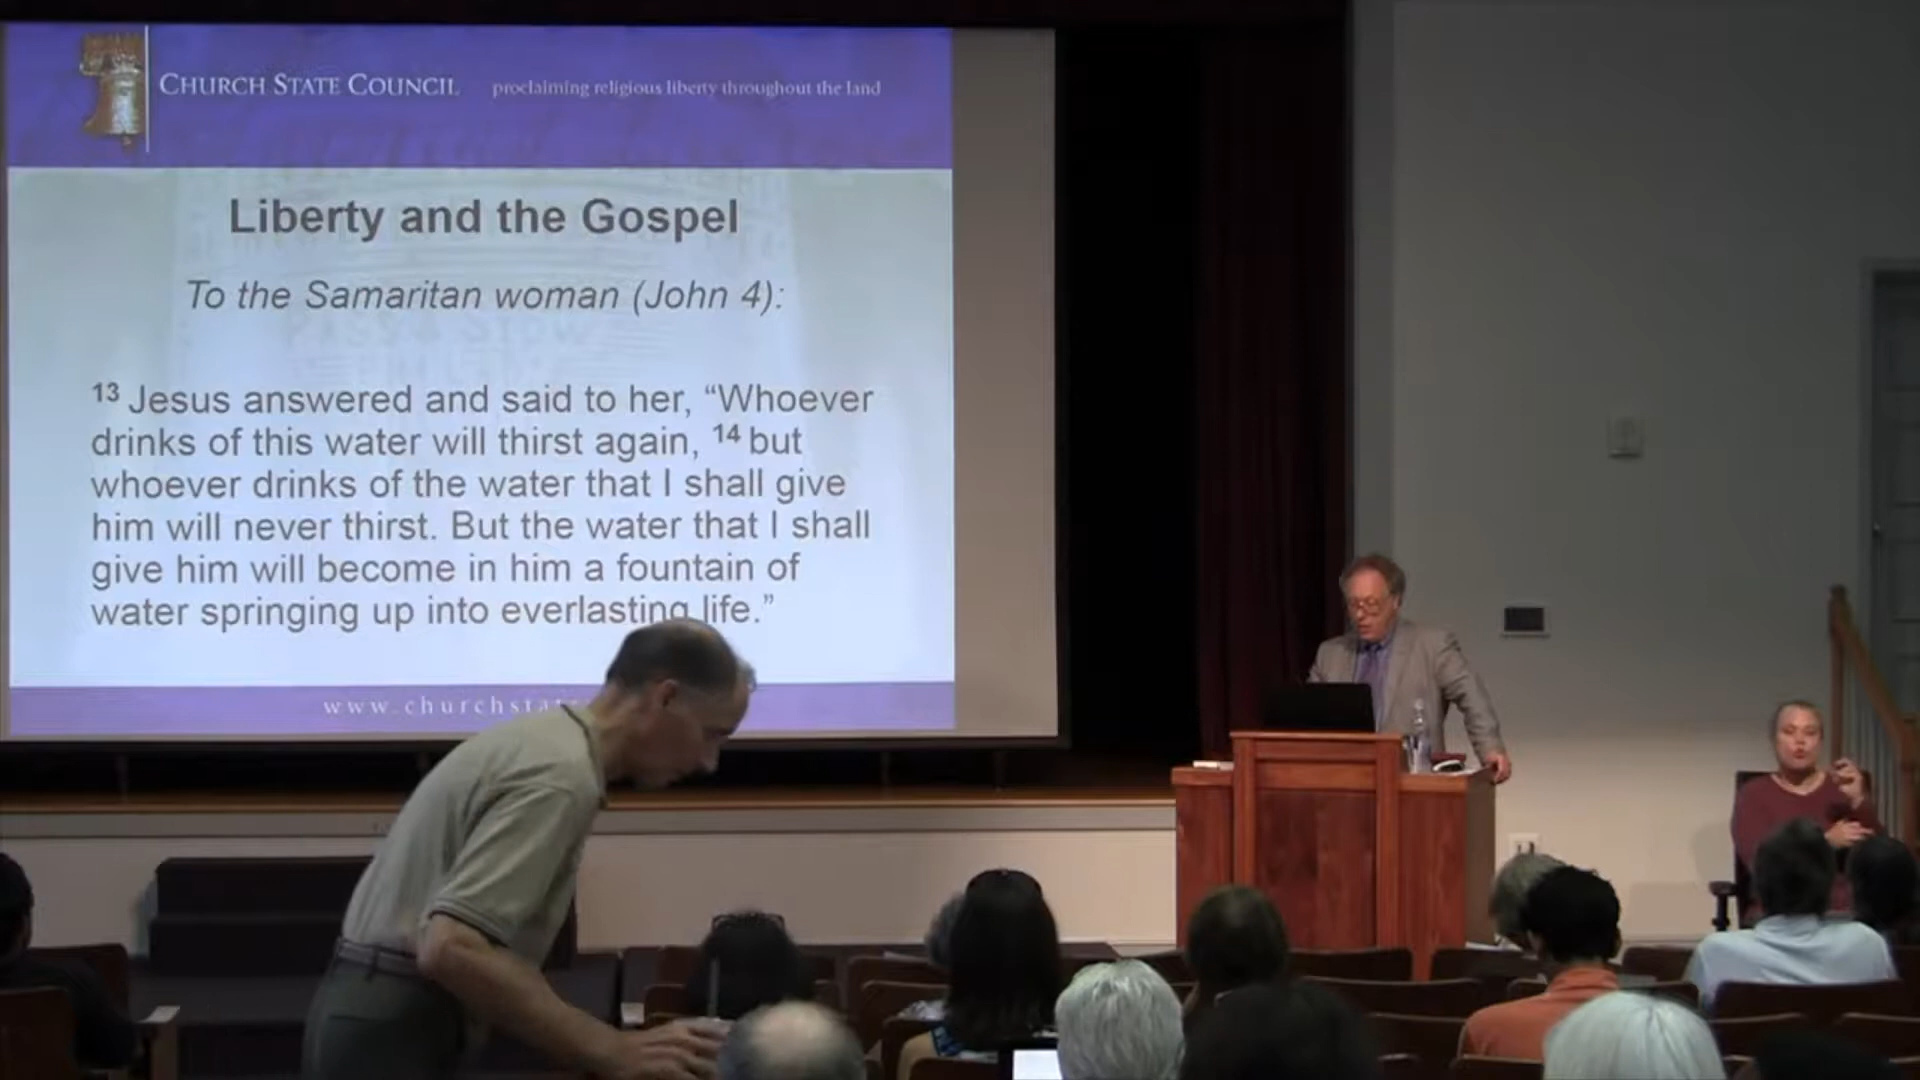 CHURCH STATE COUNCIL proclaiming religious liberty throughout the land
Liberty and the Gospel
To the Samaritan woman (John 4):
13 Jesus answered and said to her, “Whoever
drinks of this water will thirst again, 14 but
whoever drinks of the water that I shall give
him will never thirst. But the water that I shall
give him will become in him a fountain of
water springing up into everlasting life.”
www.churchstat